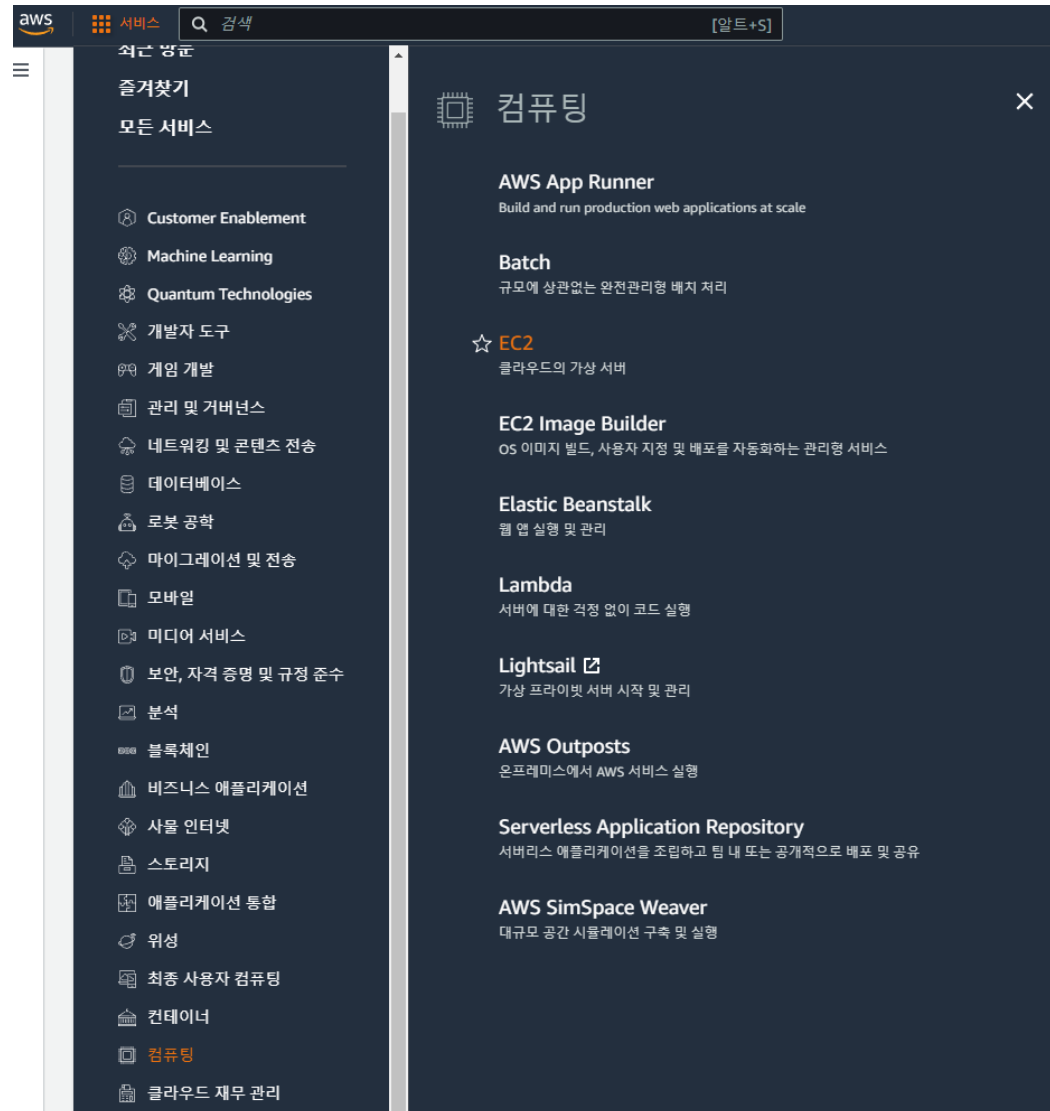 aws
서비스
검색
[알트+S]
최근 방문
즐겨찾기
모든 서비스
Customer Enablement
Machine Learning
Quantum Technologies
개발자 도구
게임 개발
관리 및 거버넌스
네트워킹 및 콘텐츠 전송
데이터베이스
로봇 공학
마이그레이션 및 전송
모바일
미디어 서비스
보안, 자격 증명 및 규정 준수
분석
블록체인
비즈니스 애플리케이션
사물 인터넷
스토리지
애플리케이션 통합
위성
최종 사용자 컴퓨팅
컨테이너
컴퓨팅
클라우드 재무 관리
컴퓨팅
AWS App Runner
Build and run production web applications at scale
Batch
규모에 상관없는 완전관리형 배치 처리
EC2
클라우드의 가상 서버
EC2 Image Builder
OS 이미지 빌드, 사용자 지정 및 배포를 자동화하는 관리형 서비스
Elastic Beanstalk
웹 앱 실행 및 관리
Lambda
서버에 대한 걱정 없이 코드 실행
Lightsail
가상 프라이빗 서버 시작 및 관리
AWS Outposts
온프레미스에서 AWS 서비스 실행
Serverless Application Repository
서버리스 애플리케이션을 조립하고 팀 내 또는 공개적으로 배포 및 공유
AWS SimSpace Weaver
대규모 공간 시뮬레이션 구축 및 실행